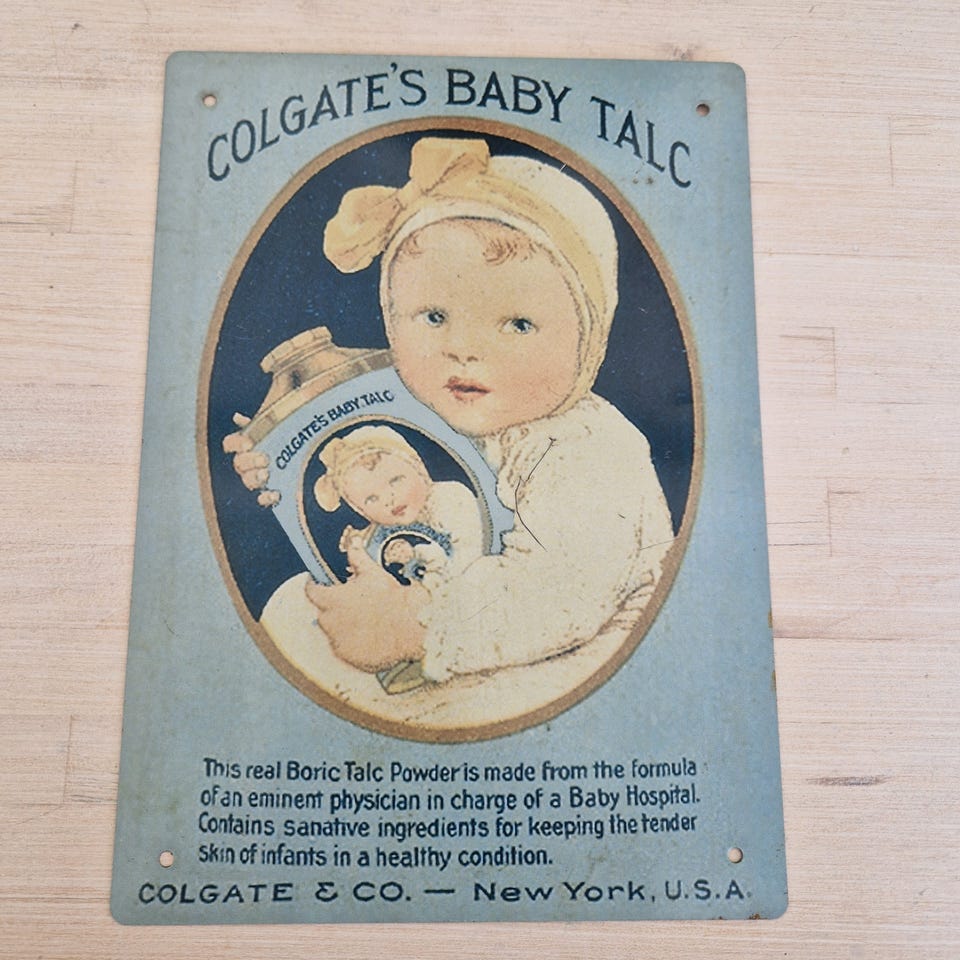 COLGATE'S BABY TALC
COLGATE'S BABY TALC
This real Boric Talc Powder is made from the formula
of an eminent physician in charge of a Baby Hospital.
Contains sanative ingredients for keeping the tender
skin of infants in a healthy condition.
COLGATE & CO. — New York, U.S.A.